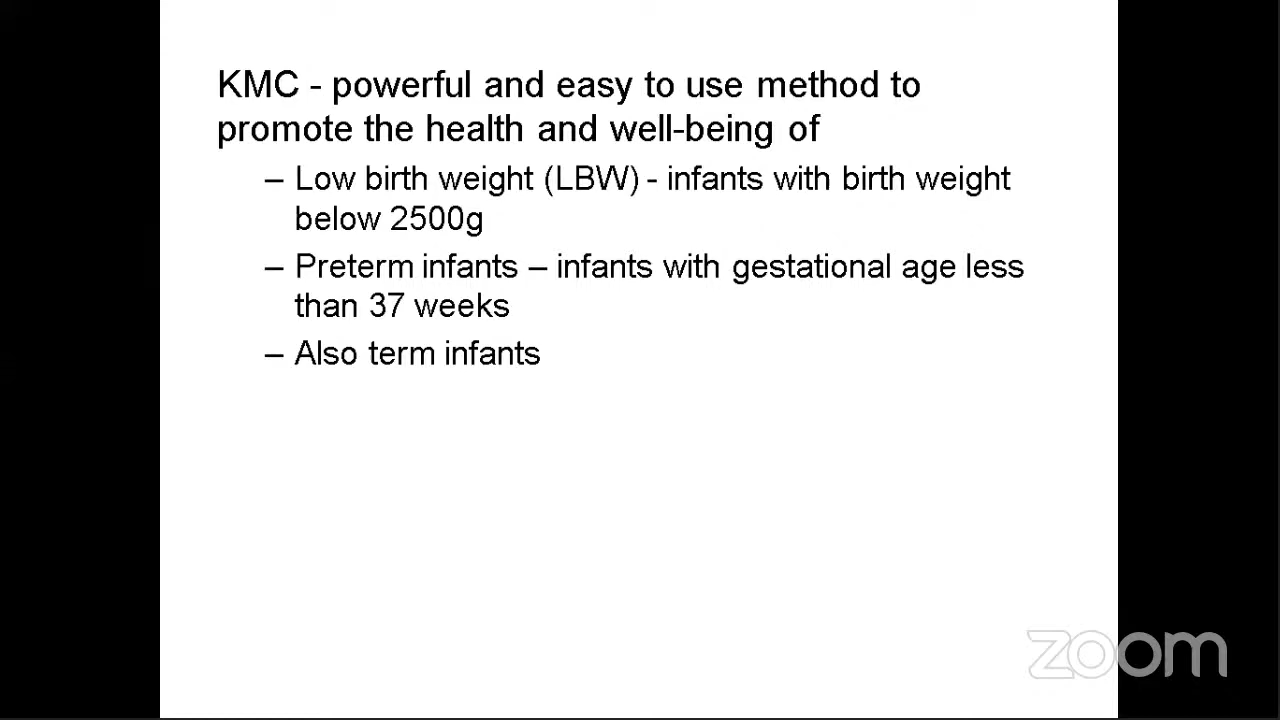 KMC - powerful and easy to use method to
promote the health and well-being of
– Low birth weight (LBW) - infants with birth weight
below 2500g
– Preterm infants – infants with gestational age less
than 37 weeks
– Also term infants
zoom